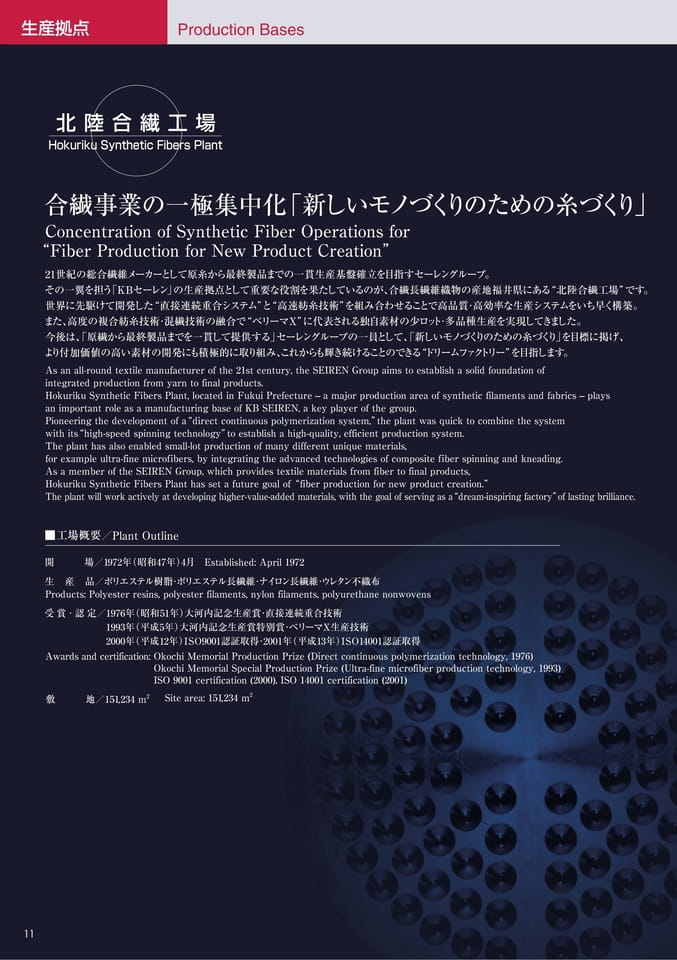 生産拠点
Production Bases
北陸合繊工場
Hokuriku Synthetic Fibers Plant
合繊事業の一極集中化「新しいモノづくりのための糸づくり」
Concentration of Synthetic Fiber Operations for
“Fiber Production for New Product Creation”
21世紀の総合繊維メーカーとして原糸から最終製品までの一貫生産基盤確立を目指すセーレングループ。
その一翼を担う「KBセーレン」の生産拠点として重要な役割を果たしているのが、合繊長繊維織物の産地福井県にある“北陸合繊工場”です。
世界に先駆けて開発した“直接連続重合システム”と“高速紡糸技術”を組み合わせることで高品質・高効率な生産システムをいち早く構築。
また、高度の複合紡糸技術・混繊技術の融合で“ベリーマX”に代表される独自素材の少ロット・多品種生産を実現してきました。
今後は、「原繊から最終製品までを一貫して提供する」セーレングループの一員として、「新しいモノづくりのための糸づくり」を目標に掲げ、
より付加価値の高い素材の開発にも積極的に取り組み、これからも輝き続けることのできる“ドリームファクトリー”を目指します。
As an all-round textile manufacturer of the 21st century, the SEIREN Group aims to establish a solid foundation of
integrated production from yarn to final products.
Hokuriku Synthetic Fibers Plant, located in Fukui Prefecture – a major production area of synthetic filaments and fabrics – plays
an important role as a manufacturing base of KB SEIREN, a key player of the group.
Pioneering the development of a “direct continuous polymerization system,” the plant was quick to combine the system
with its “high-speed spinning technology” to establish a high-quality, efficient production system.
The plant has also enabled small-lot production of many different unique materials,
for example ultra-fine microfibers, by integrating the advanced technologies of composite fiber spinning and kneading.
As a member of the SEIREN Group, which provides textile materials from fiber to final products,
Hokuriku Synthetic Fibers Plant has set a future goal of “fiber production for new product creation.”
The plant will work actively at developing higher-value-added materials, with the goal of serving as a “dream-inspiring factory” of lasting brilliance.
■工場概要／Plant Outline
開 場／1972年（昭和47年）4月 Established: April 1972
生 産 品／ポリエステル樹脂・ポリエステル長繊維・ナイロン長繊維・ウレタン不織布
Products: Polyester resins, polyester filaments, nylon filaments, polyurethane nonwovens
受賞・認定／1976年（昭和51年）大河内記念生産賞・直接連続重合技術
1993年（平成5年）大河内記念生産賞特別賞・ベリーマX生産技術
2000年（平成12年）ISO9001認証取得・2001年（平成13年）ISO14001認証取得
Awards and certification: Okochi Memorial Production Prize (Direct continuous polymerization technology, 1976)
Okochi Memorial Special Production Prize (Ultra-fine microfiber production technology, 1993)
ISO 9001 certification (2000), ISO 14001 certification (2001)
敷 地／151,234 m² Site area: 151,234 m²
11